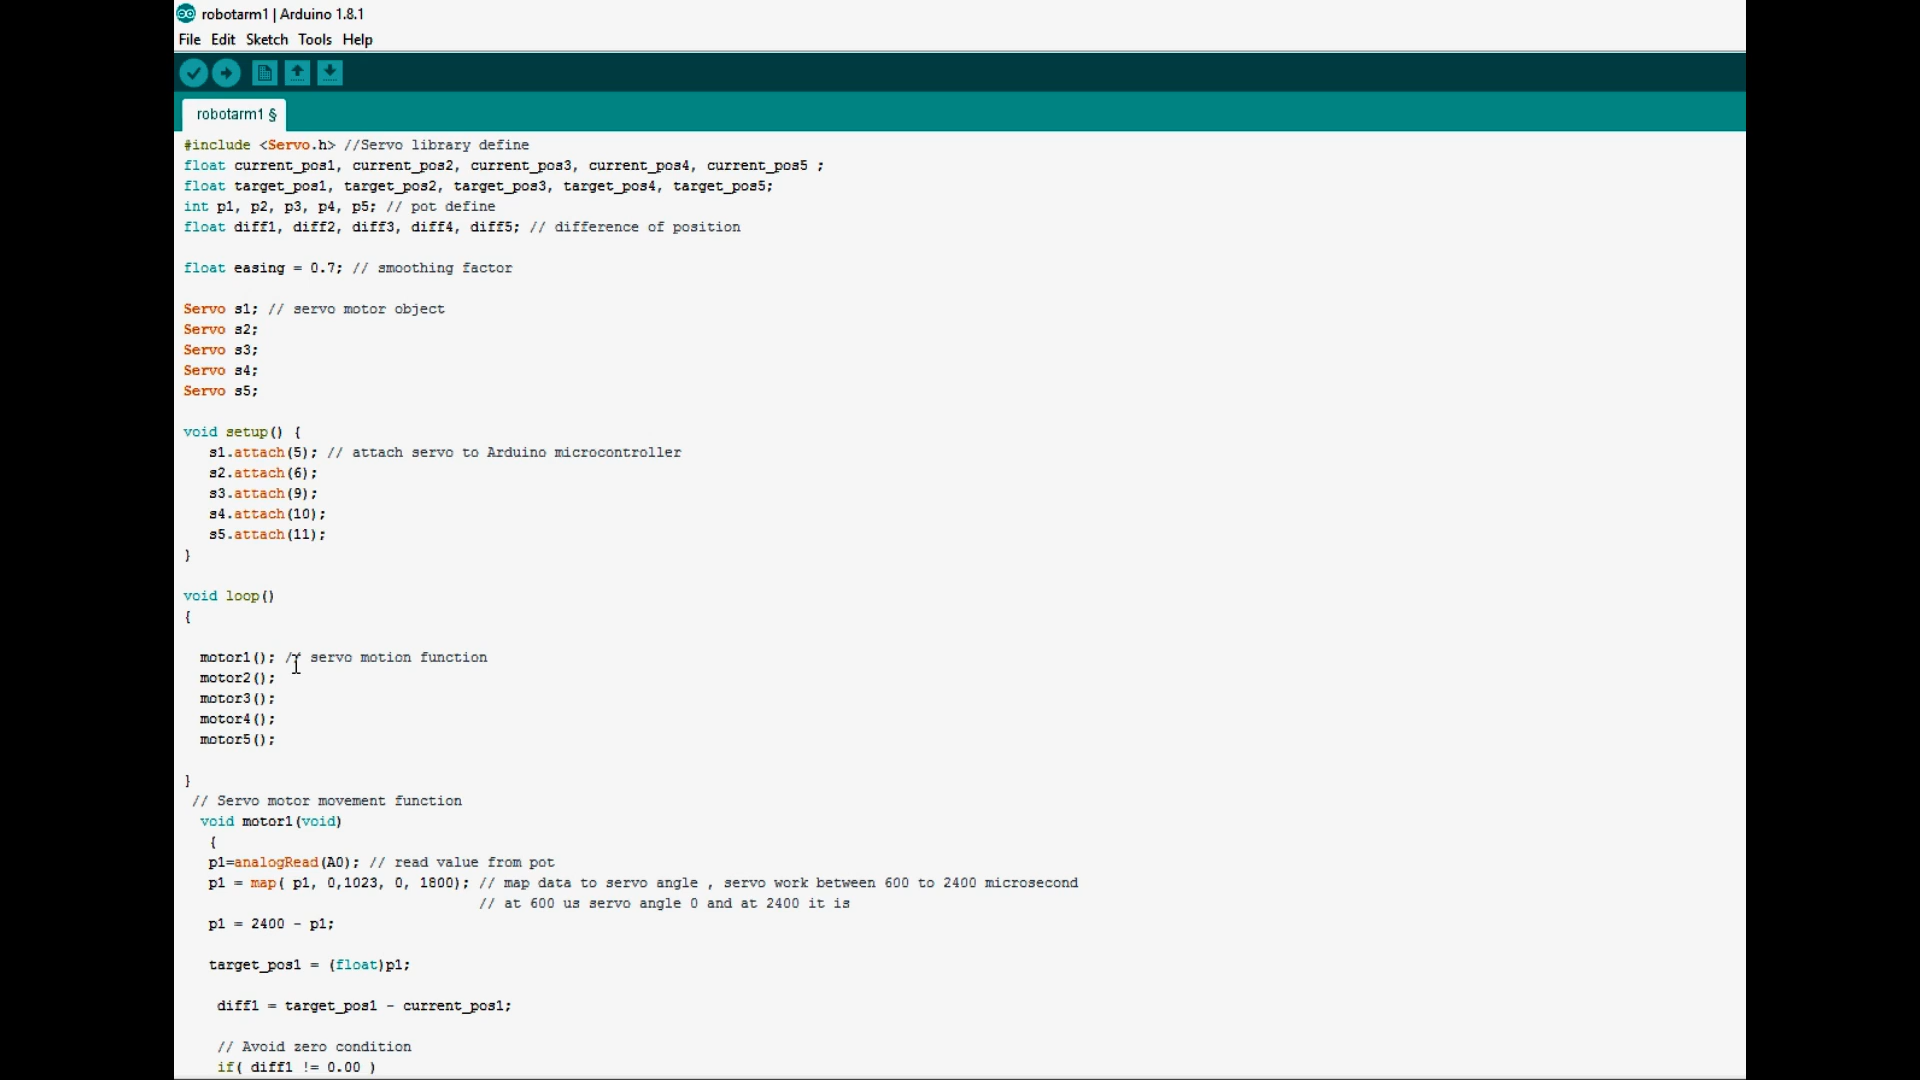 robotarm1 | Arduino 1.8.1
File Edit Sketch Tools Help
robotarm1 §
#include <Servo.h> //Servo library define
float current_pos1, current_pos2, current_pos3, current_pos4, current_pos5 ;
float target_pos1, target_pos2, target_pos3, target_pos4, target_pos5;
int p1, p2, p3, p4, p5; // pot define
float diff1, diff2, diff3, diff4, diff5; // difference of position
float easing = 0.7; // smoothing factor
Servo s1; // servo motor object
Servo s2;
Servo s3;
Servo s4;
Servo s5;
void setup() {
s1.attach(5); // attach servo to Arduino microcontroller
s2.attach(6);
s3.attach(9);
s4.attach(10);
s5.attach(11);
}
void loop()
{
motor1(); // servo motion function
motor2();
motor3();
motor4();
motor5();
}
// Servo motor movement function
void motor1(void)
{
p1=analogRead(A0); // read value from pot
p1 = map( p1, 0,1023, 0, 1800); // map data to servo angle , servo work between 600 to 2400 microsecond
// at 600 us servo angle 0 and at 2400 it is
p1 = 2400 - p1;
target_pos1 = (float)p1;
diff1 = target_pos1 - current_pos1;
// Avoid zero condition
if( diff1 != 0.00 )